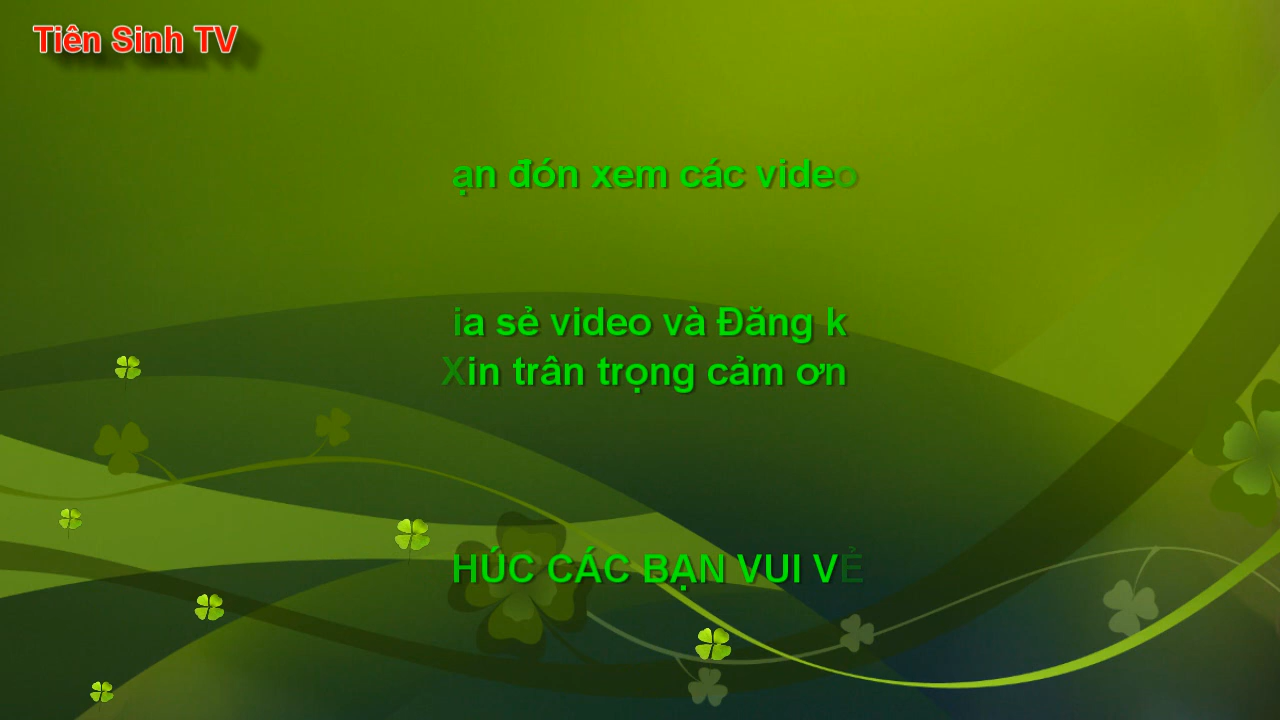 Tiên Sinh TV
ạn đón xem các video
ia sẻ video và Đăng k
Xin trân trọng cảm ơn
HÚC CÁC BẠN VUI VẺ